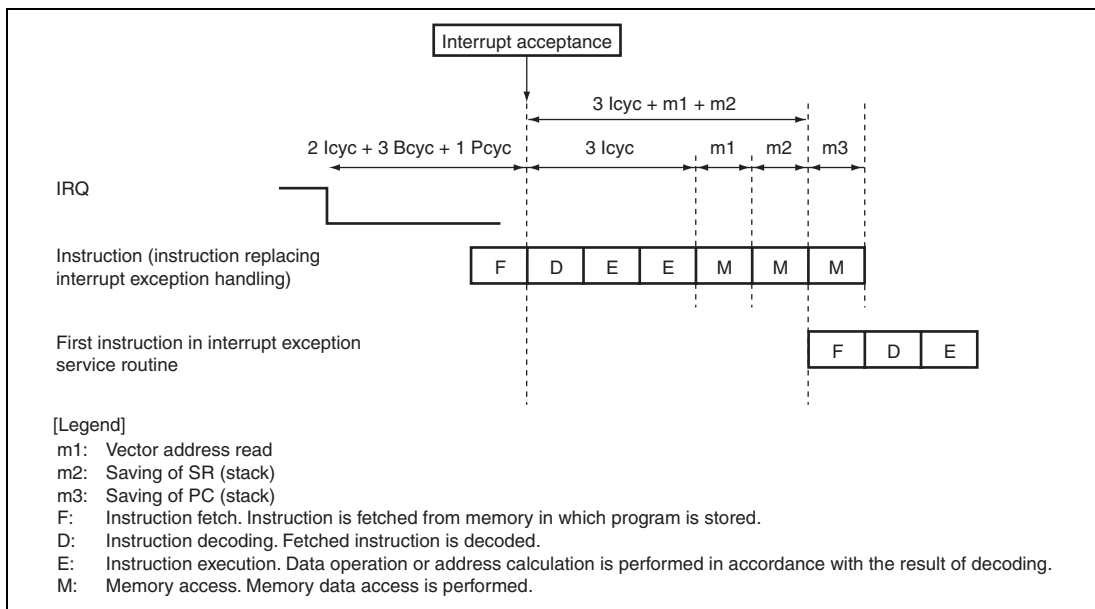 Interrupt acceptance
3 Icyc + m1 + m2
2 Icyc + 3 Bcyc + 1 Pcyc
3 Icyc
m1
m2
m3
IRQ
Instruction (instruction replacing
interrupt exception handling)
F
D
E
E
M
M
M
First instruction in interrupt exception
service routine
F
D
E
[Legend]
m1: Vector address read
m2: Saving of SR (stack)
m3: Saving of PC (stack)
F: Instruction fetch. Instruction is fetched from memory in which program is stored.
D: Instruction decoding. Fetched instruction is decoded.
E: Instruction execution. Data operation or address calculation is performed in accordance with the result of decoding.
M: Memory access. Memory data access is performed.